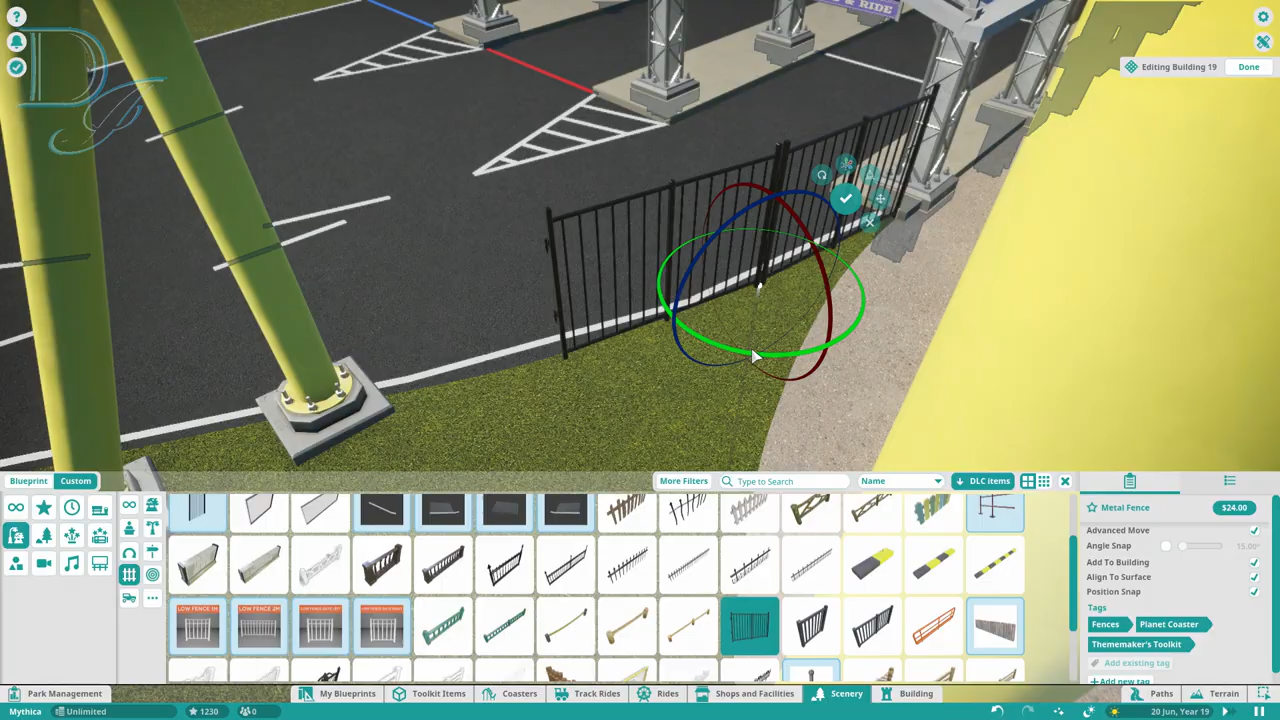 & RIDE
Editing Building 19
Done
Blueprint
Custom
More Filters
Type to Search
Name
DLC items
Metal Fence
$24.00
Advanced Move
Angle Snap
15.00°
Add To Building
Align To Surface
Position Snap
Tags
Fences
Planet Coaster
Thememaker's Toolkit
Add existing tag
Add new tag
LOW FENCE 1M
LOW FENCE 2M
Park Management
My Blueprints
Toolkit Items
Coasters
Track Rides
Rides
Shops and Facilities
Scenery
Building
Paths
Terrain
Mythica
Unlimited
1230
0
20 Jun, Year 19